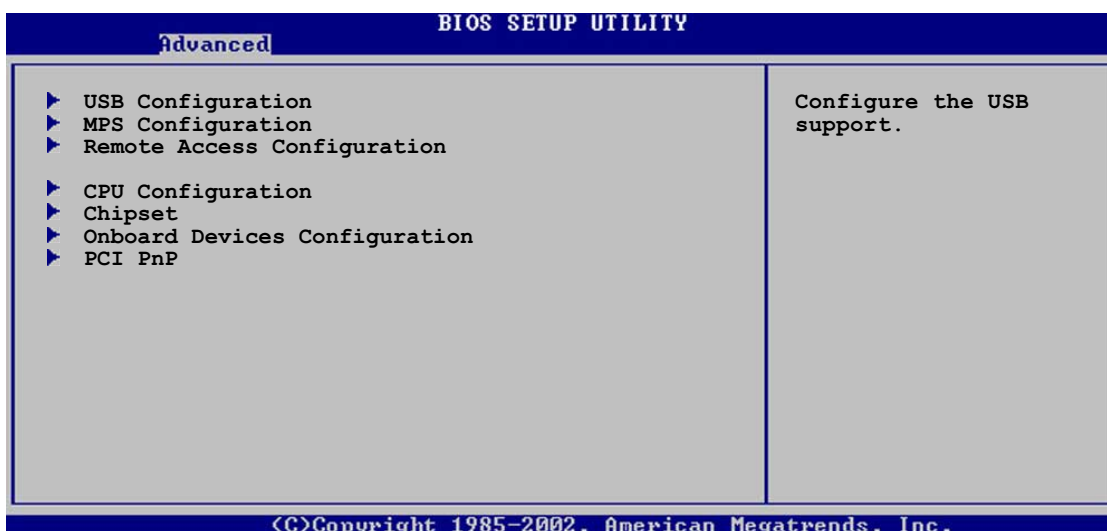 BIOS SETUP UTILITY
Advanced
USB Configuration
MPS Configuration
Remote Access Configuration
CPU Configuration
Chipset
Onboard Devices Configuration
PCI PnP
Configure the USB
support.
(C)Copyright 1985-2002, American Megatrends, Inc.